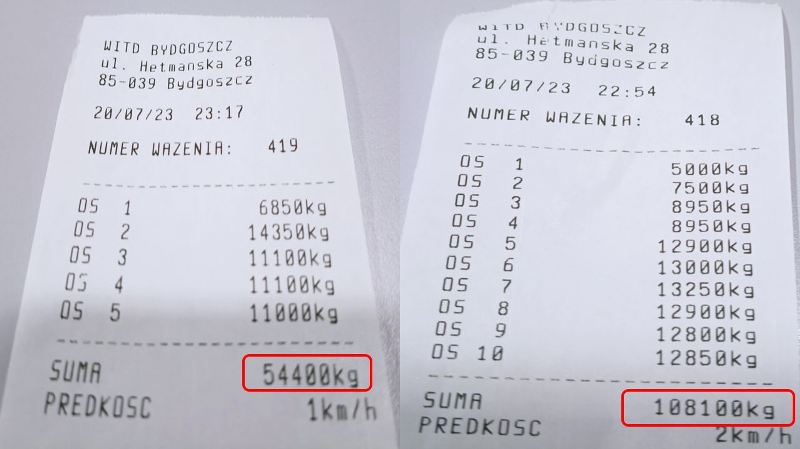 WITD BYDGOSZCZ
ul. Hetmanska 28
85-039 Bydgoszcz
20/07/23 23:17
NUMER WAZENIA: 419
OS 1 6850kg
OS 2 14350kg
OS 3 11100kg
OS 4 11100kg
OS 5 11000kg
SUMA 54400kg
PREDKOSC 1km/h
WITD BYDGOSZCZ
ul. Hetmanska 28
85-039 Bydgoszcz
20/07/23 22:54
NUMER WAZENIA: 418
OS 1 5000kg
OS 2 7500kg
OS 3 8950kg
OS 4 8950kg
OS 5 12900kg
OS 6 13000kg
OS 7 13250kg
OS 8 12900kg
OS 9 12800kg
OS 10 12850kg
SUMA 108100kg
PREDKOSC 2km/h